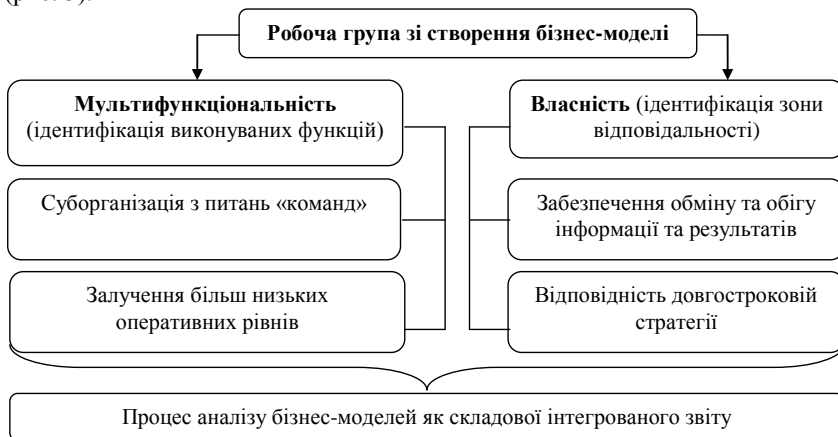 Робоча група зі створення бізнес-моделі
Мультифункціональність
(ідентифікація виконуваних функцій)
Власність (ідентифікація зони
відповідальності)
Суборганізація з питань «команд»
Забезпечення обміну та обігу
інформації та результатів
Залучення більш низьких
оперативних рівнів
Відповідність довгостроковій
стратегії
Процес аналізу бізнес-моделей як складової інтегрованого звіту